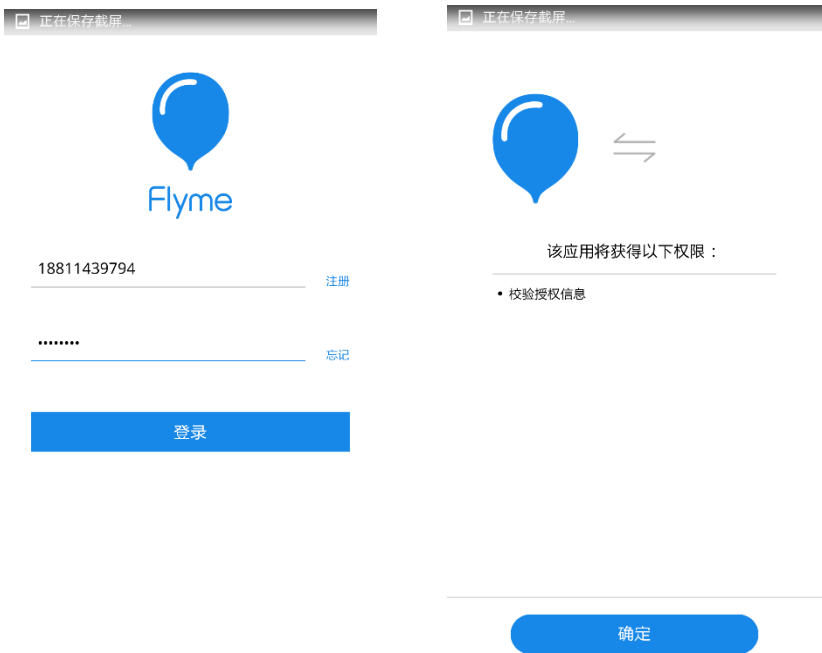 正在保存截屏...
Flyme
18811439794
注册
••••••••
忘记
登录
正在保存截屏...
该应用将获得以下权限：
• 校验授权信息
确定